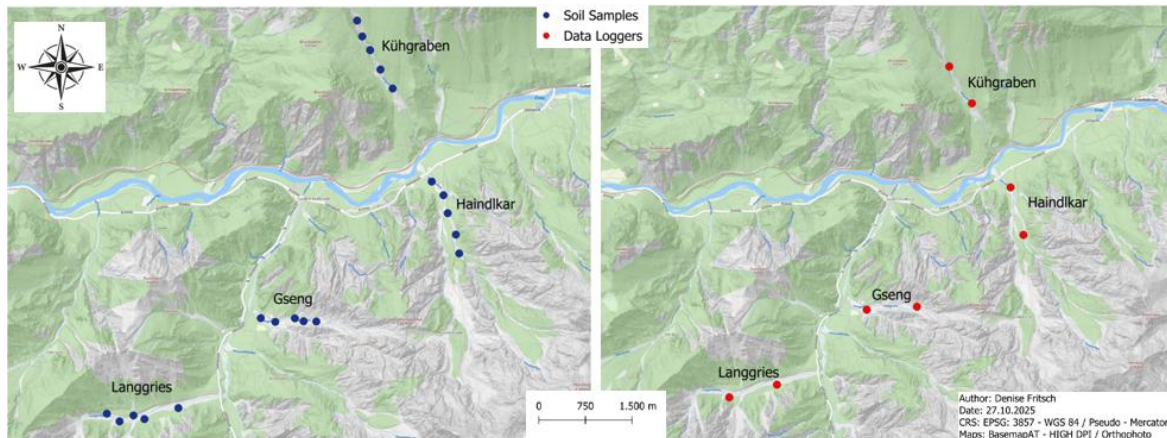 N
W E
S
Soil Samples
Data Loggers
Kühgraben
Haindlkar
Gseng
Langgries
Kühgraben
Haindlkar
Gseng
Langgries
0 750 1.500 m
Author: Denise Fritsch
Date: 27.10.2025
CRS: EPSG: 3857 - WGS 84 / Pseudo - Mercator
Maps: BasemapAT - HIGH DPI / Orthophoto